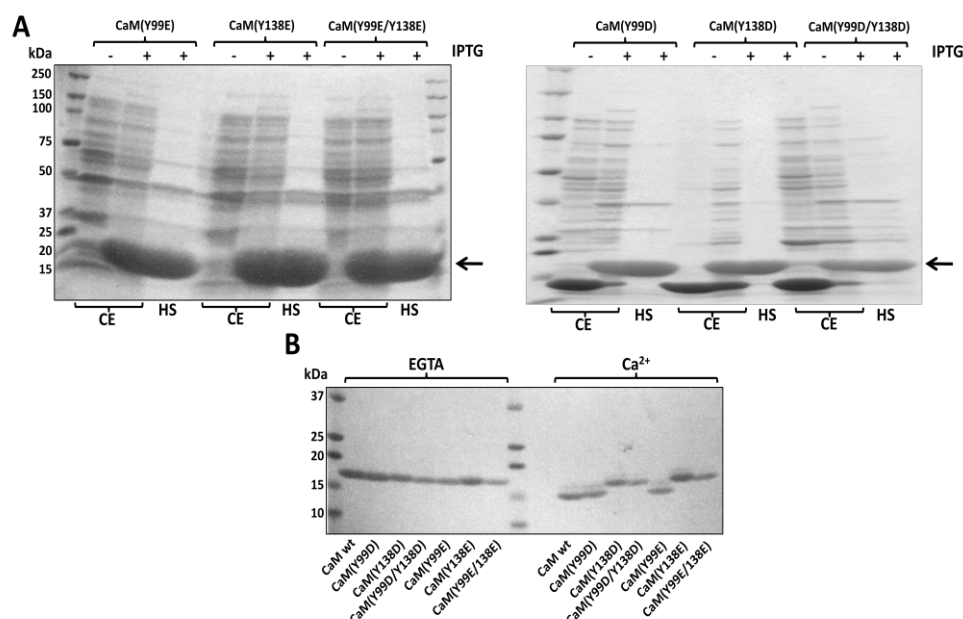 A
CaM(Y99E) CaM(Y138E) CaM(Y99E/Y138E)
kDa - + + - + + - + + IPTG
250
150
100
75
50
37
25
20
15
CE HS CE HS CE HS
CaM(Y99D) CaM(Y138D) CaM(Y99D/Y138D)
- + + - + + - + + IPTG
CE HS CE HS CE HS
B
EGTA Ca²⁺
kDa
37
25
20
15
10
CaM wt
CaM(Y99D)
CaM(Y138D)
CaM(Y99D/Y138D)
CaM(Y99E)
CaM(Y138E)
CaM(Y99E/138E)
CaM wt
CaM(Y99D)
CaM(Y138D)
CaM(Y99D/Y138D)
CaM(Y99E)
CaM(Y138E)
CaM(Y99E/138E)